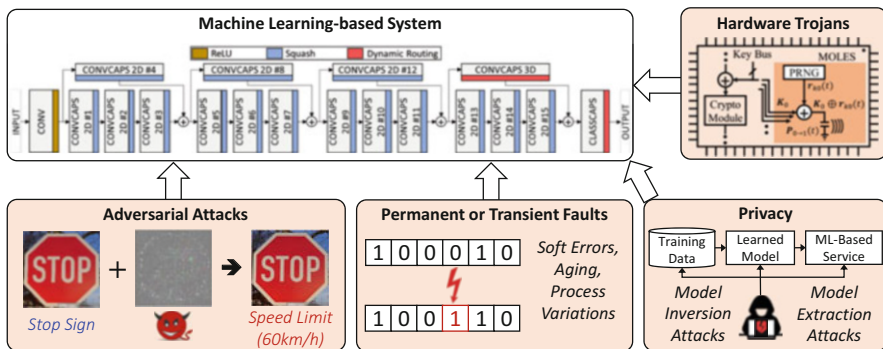 Machine Learning-based System
ReLU
Squash
Dynamic Routing
CONVCAPS 2D #4
CONVCAPS 2D #8
CONVCAPS 2D #12
CONVCAPS 3D
INPUT
CONV
CONVCAPS 2D #1
CONVCAPS 2D #2
CONVCAPS 2D #3
CONVCAPS 2D #5
CONVCAPS 2D #6
CONVCAPS 2D #7
CONVCAPS 2D #9
CONVCAPS 2D #10
CONVCAPS 2D #11
CONVCAPS 2D #13
CONVCAPS 2D #14
CONVCAPS 2D #15
CLASSCAPS
OUTPUT
Hardware Trojans
Key Bus
MOLES
PRNG
Crypto
Module
Adversarial Attacks
STOP
+
STOP
Stop Sign
Speed Limit
(60km/h)
Permanent or Transient Faults
1 0 0 0 0 1 0
1 0 0 1 1 1 0
Soft Errors,
Aging,
Process
Variations
Privacy
Training
Data
Learned
Model
ML-Based
Service
Model
Inversion
Attacks
Model
Extraction
Attacks